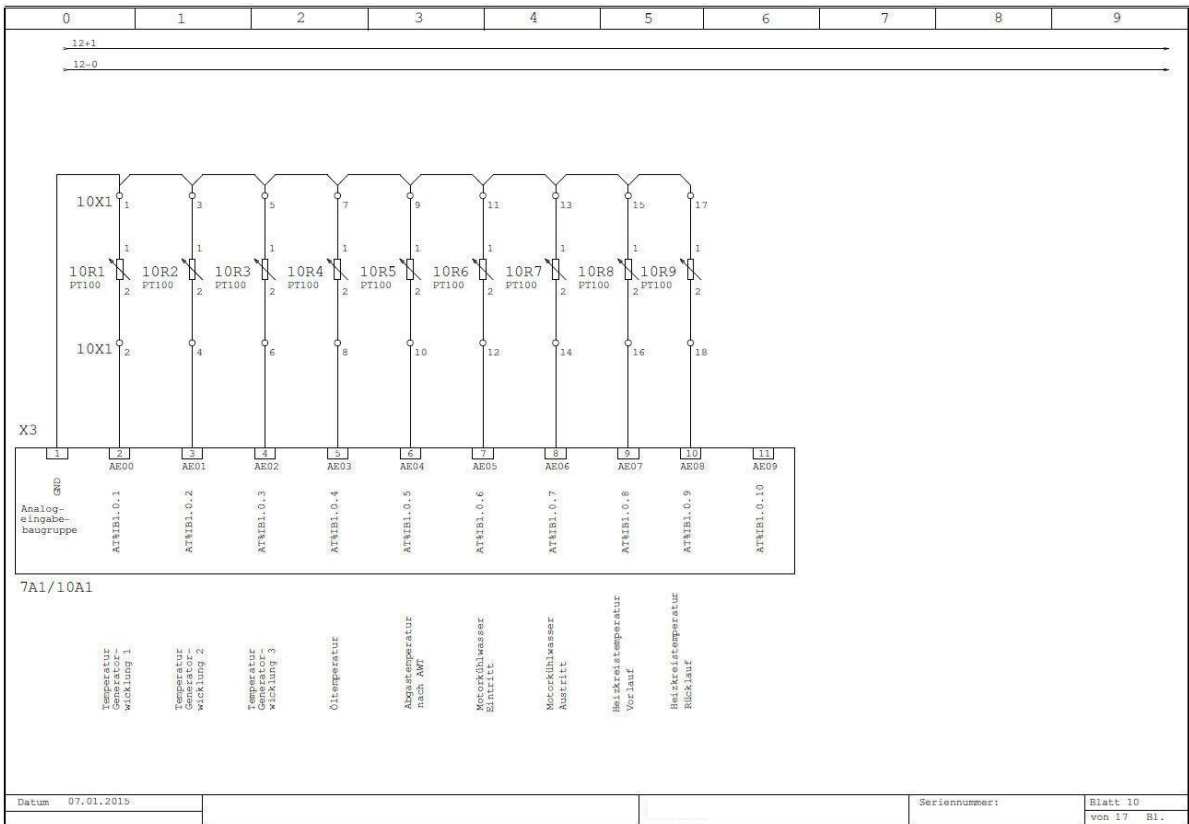 0 1 2 3 4 5 6 7 8 9
12+1
12-0
10X1 1 3 5 7 9 11 13 15 17
1 1 1 1 1 1 1 1 1
10R1 10R2 10R3 10R4 10R5 10R6 10R7 10R8 10R9
PT100 PT100 PT100 PT100 PT100 PT100 PT100 PT100 PT100
2 2 2 2 2 2 2 2 2
10X1 2 4 6 8 10 12 14 16 18
X3
1 2 3 4 5 6 7 8 9 10 11
AE00 AE01 AE02 AE03 AE04 AE05 AE06 AE07 AE08 AE09
GND
Analog-
eingabe-
baugruppe
AT%IB1.0.1
AT%IB1.0.2
AT%IB1.0.3
AT%IB1.0.4
AT%IB1.0.5
AT%IB1.0.6
AT%IB1.0.7
AT%IB1.0.8
AT%IB1.0.9
AT%IB1.0.10
7A1/10A1
Temperatur
Generator-
wicklung 1
Temperatur
Generator-
wicklung 2
Temperatur
Generator-
wicklung 3
Öltemperatur
Abgastemperatur
nach AWT
Motorkühlwasser
Eintritt
Motorkühlwasser
Austritt
Heizkreistemperatur
Vorlauf
Heizkreistemperatur
Rücklauf
Datum 07.01.2015
Seriennummer:
Blatt 10
von 17 Bl.